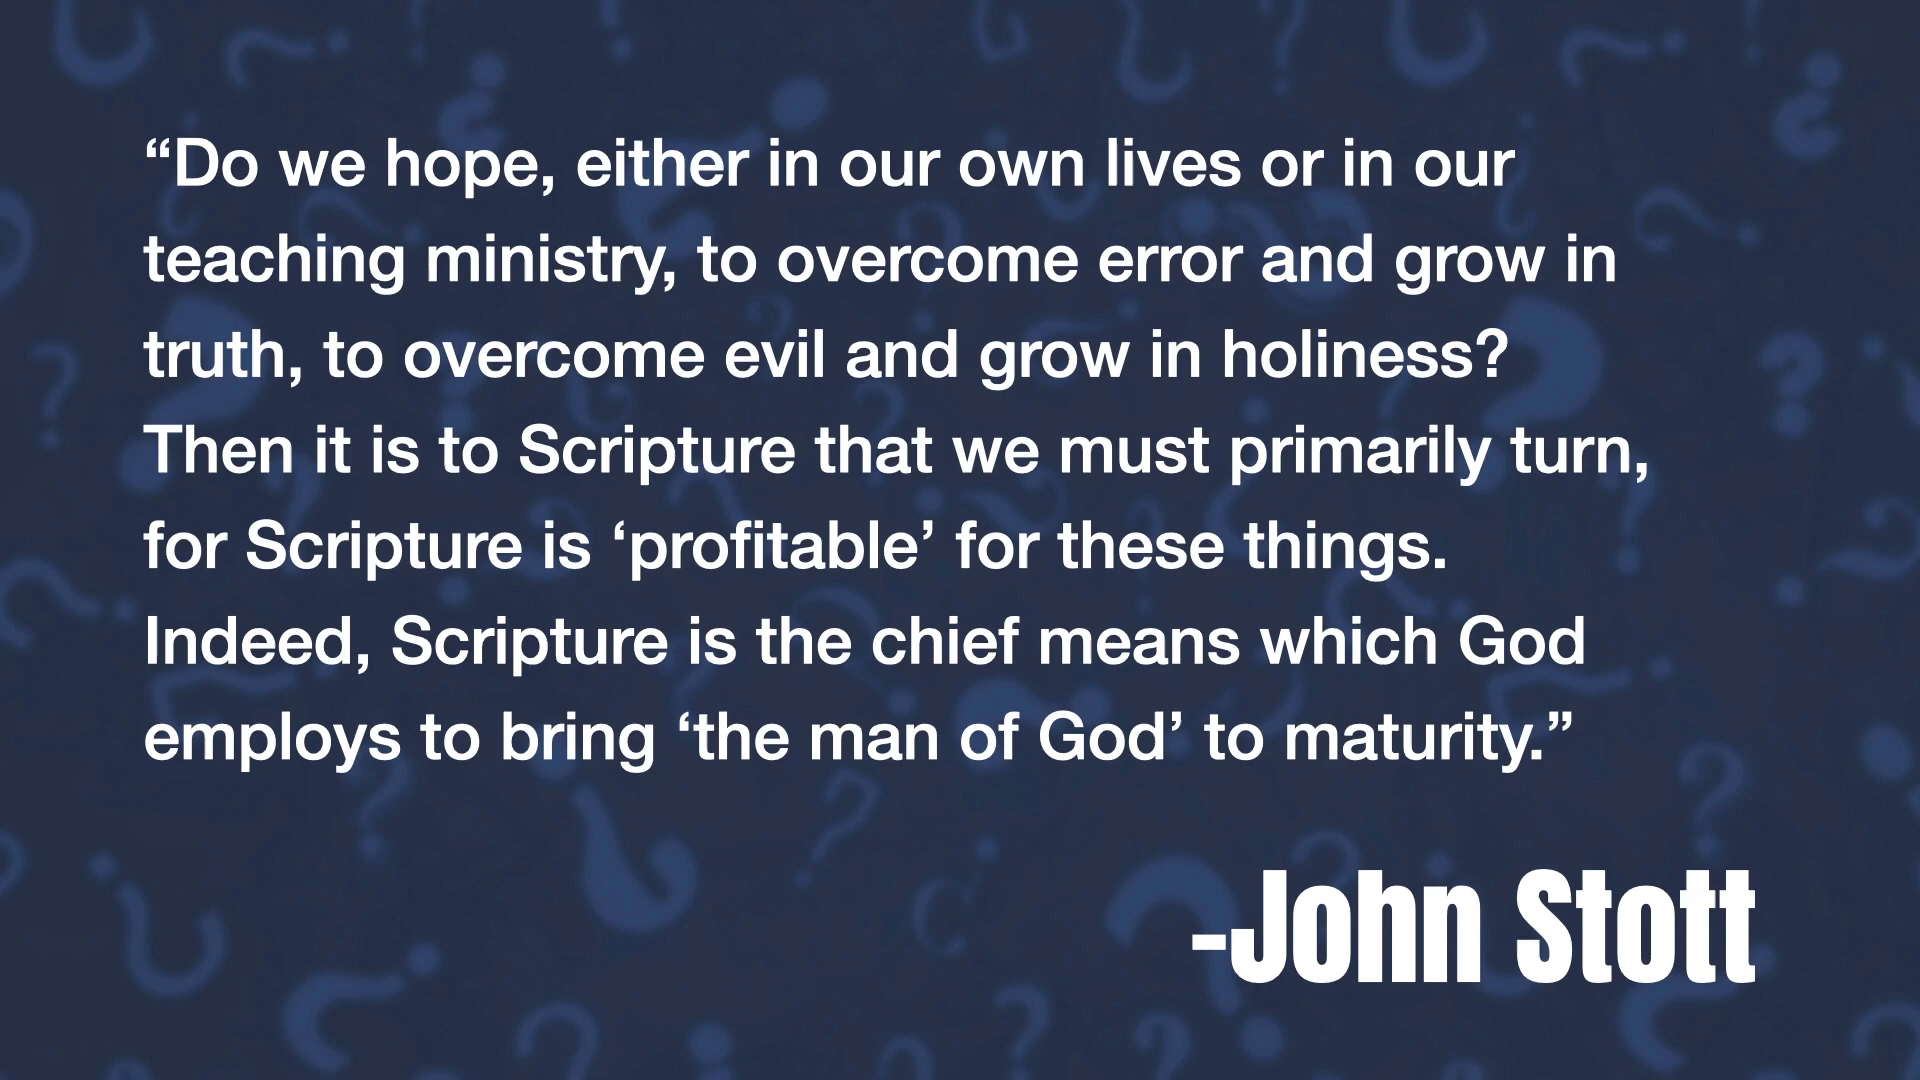 “Do we hope, either in our own lives or in our
teaching ministry, to overcome error and grow in
truth, to overcome evil and grow in holiness?
Then it is to Scripture that we must primarily turn,
for Scripture is ‘profitable’ for these things.
Indeed, Scripture is the chief means which God
employs to bring ‘the man of God’ to maturity.”
-John Stott